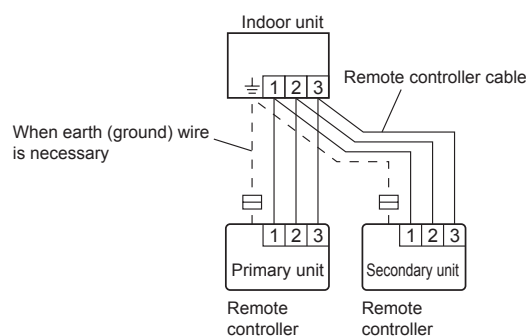 Indoor unit
1 2 3
Remote controller cable
When earth (ground) wire
is necessary
1 2 3
Primary unit
1 2 3
Secondary unit
Remote
controller
Remote
controller